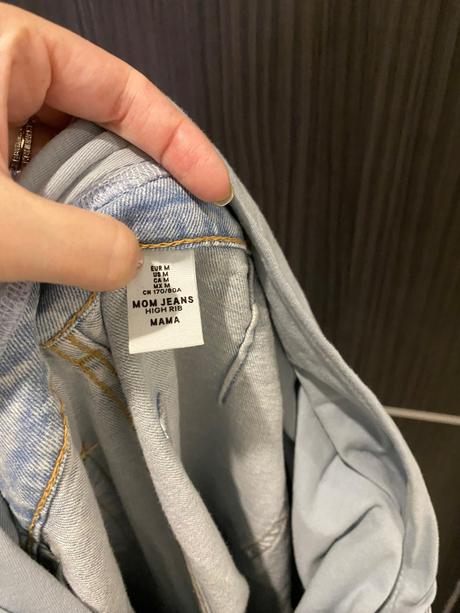 EUR M
US M
CA M
MX M
CN 170/80A
MOM JEANS
HIGH RIB
MAMA